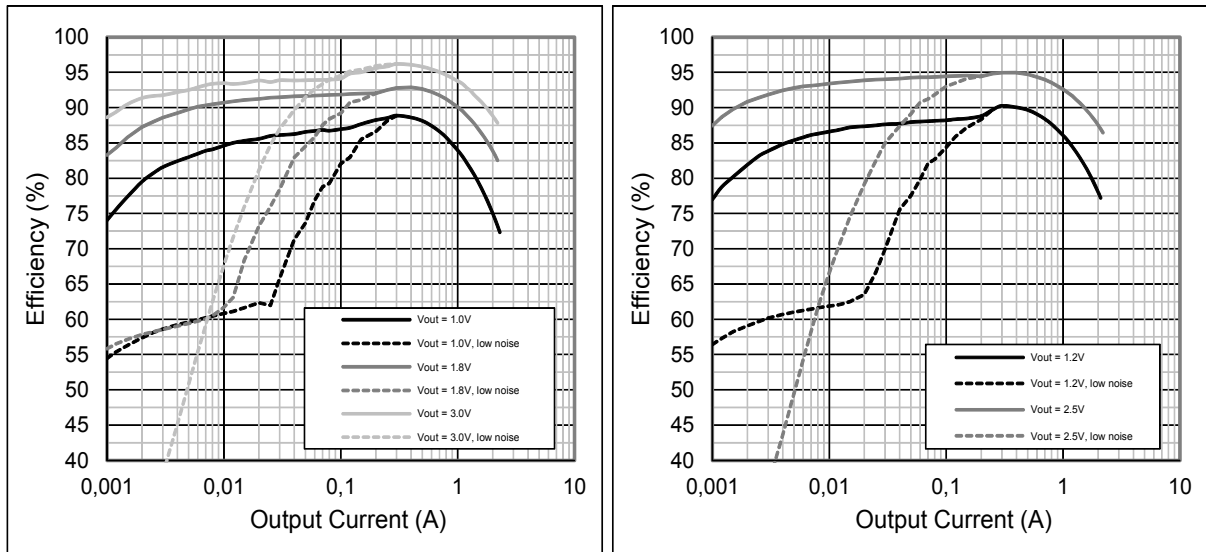 100
95
90
85
80
75
70
65
60
55
50
45
40
Efficiency (%)
Vout = 1.0V
Vout = 1.0V, low noise
Vout = 1.8V
Vout = 1.8V, low noise
Vout = 3.0V
Vout = 3.0V, low noise
0,001 0,01 0,1 1 10
Output Current (A)
100
95
90
85
80
75
70
65
60
55
50
45
40
Efficiency (%)
Vout = 1.2V
Vout = 1.2V, low noise
Vout = 2.5V
Vout = 2.5V, low noise
0,001 0,01 0,1 1 10
Output Current (A)